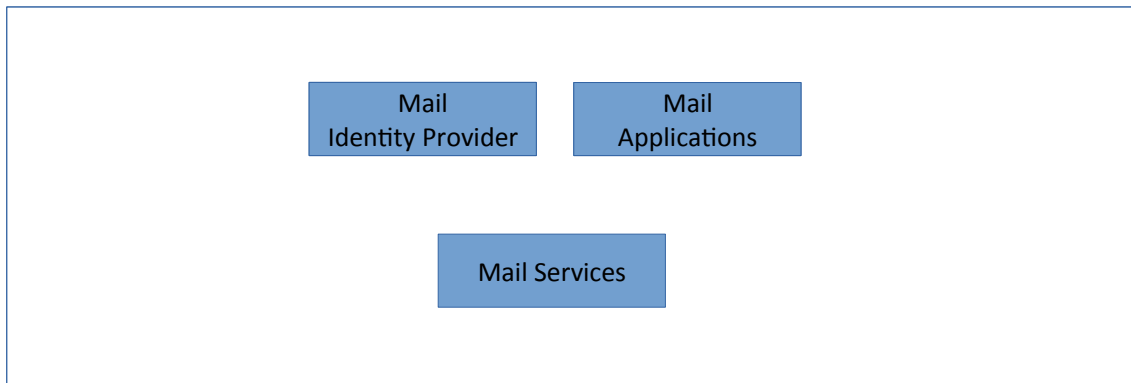 Mail
Identity Provider
Mail
Applications
Mail Services